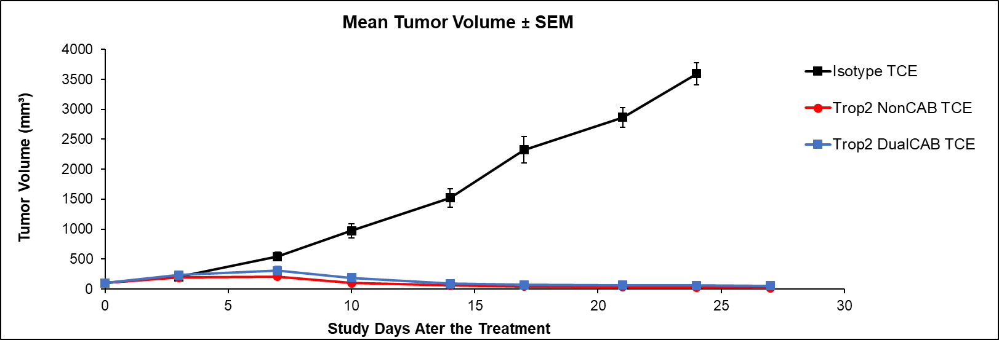 Mean Tumor Volume ± SEM
4000
3500
3000
2500
2000
1500
1000
500
0
Tumor Volume (mm³)
0 5 10 15 20 25 30
Study Days Ater the Treatment
Isotype TCE
Trop2 NonCAB TCE
Trop2 DualCAB TCE